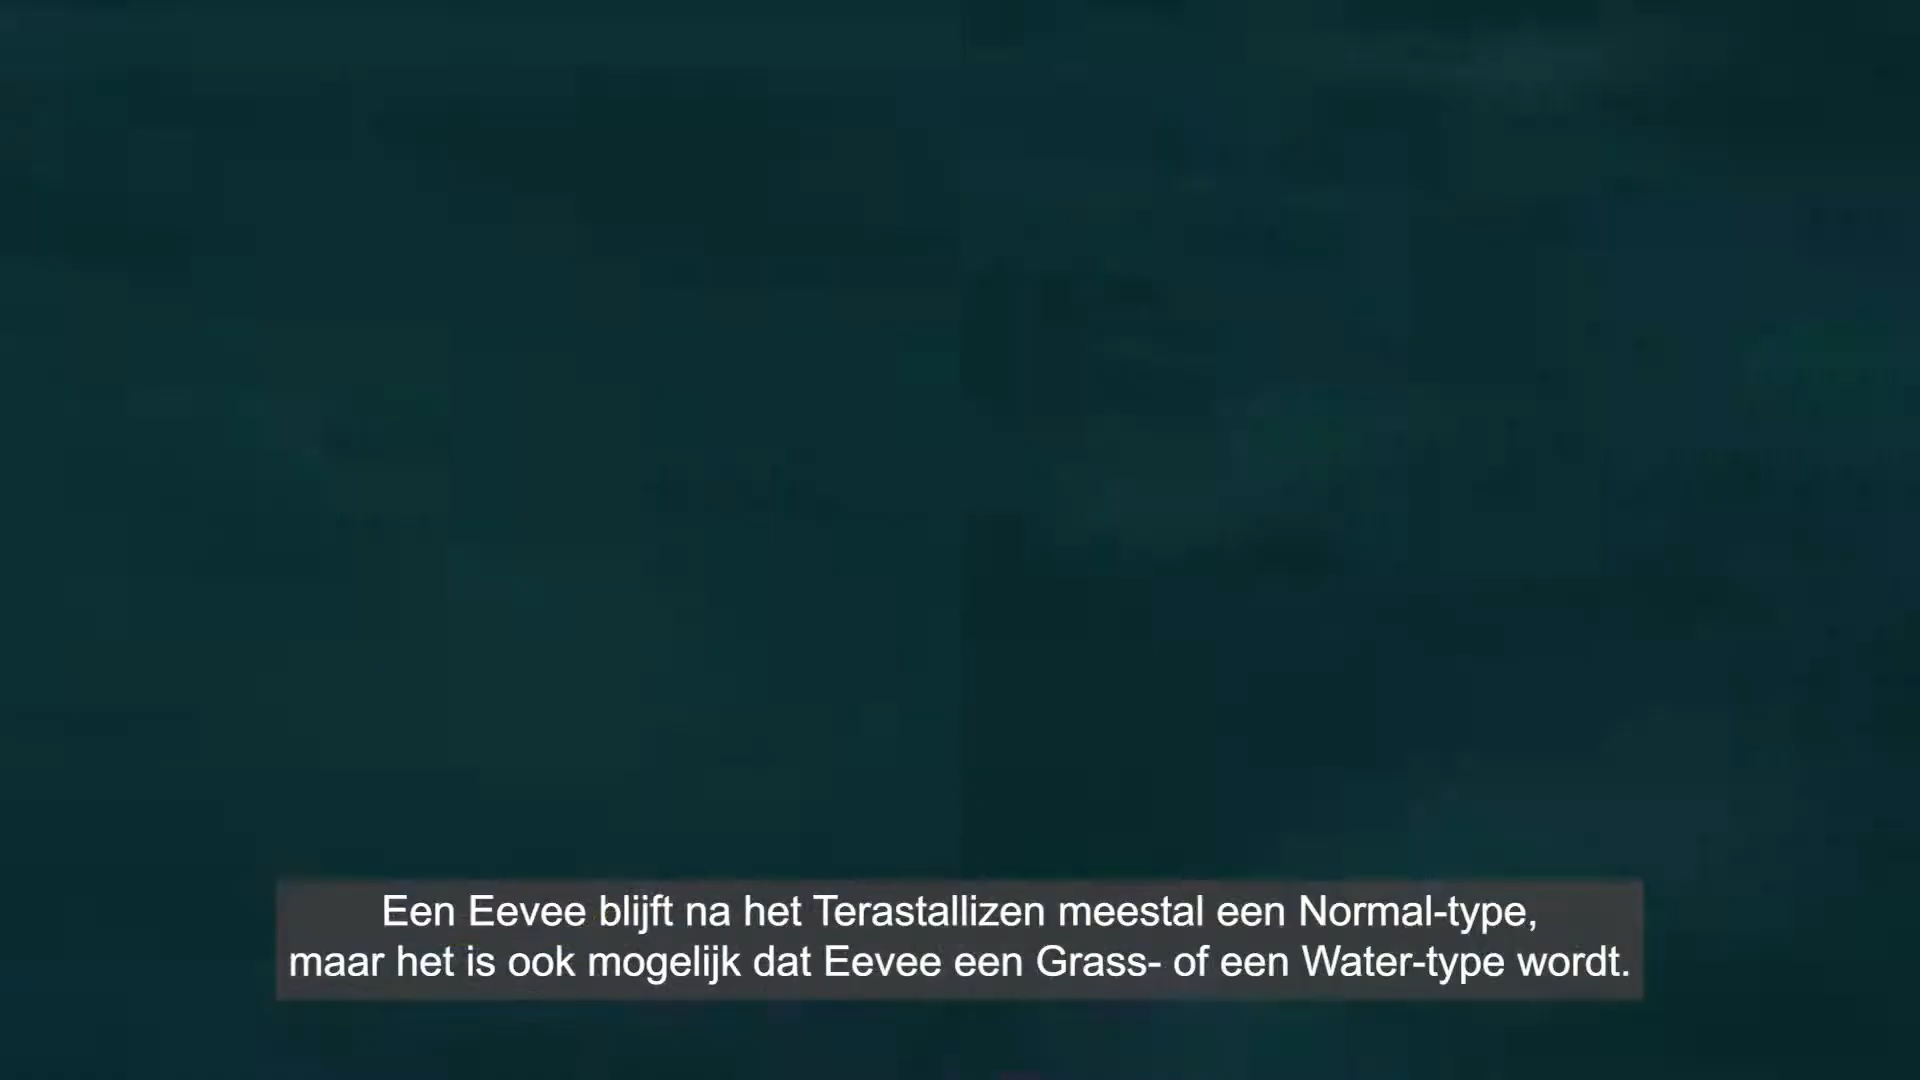 Een Eevee blijft na het Terastallizen meestal een Normal-type,
maar het is ook mogelijk dat Eevee een Grass- of een Water-type wordt.